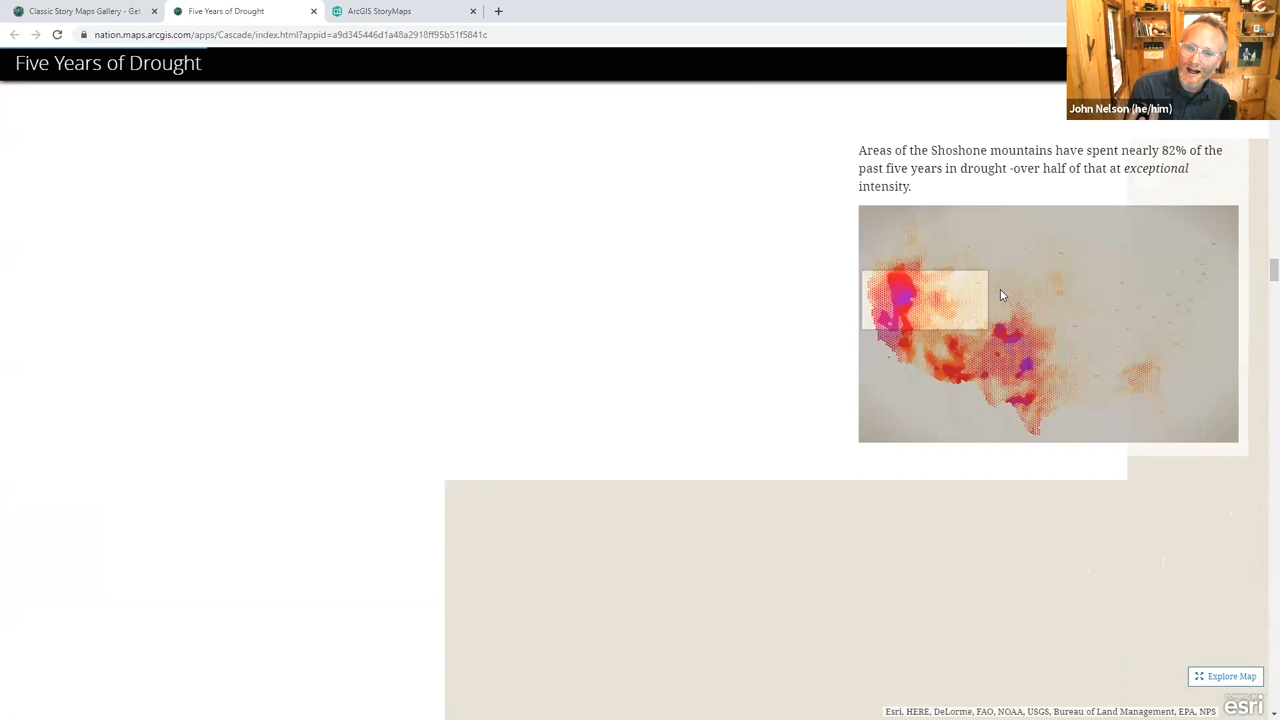 Classic Story Maps Gallery - Get
Five Years of Drought
ArcGIS StoryMaps
nation.maps.arcgis.com/apps/Cascade/index.html?appid=a9d345446d1a48a2918ff95b51f5841c
Five Years of Drought
John Nelson (he/him)
Areas of the Shoshone mountains have spent nearly 82% of the
past five years in drought -over half of that at exceptional
intensity.
Explore Map
POWERED BY
esri
Esri, HERE, DeLorme, FAO, NOAA, USGS, Bureau of Land Management, EPA, NPS